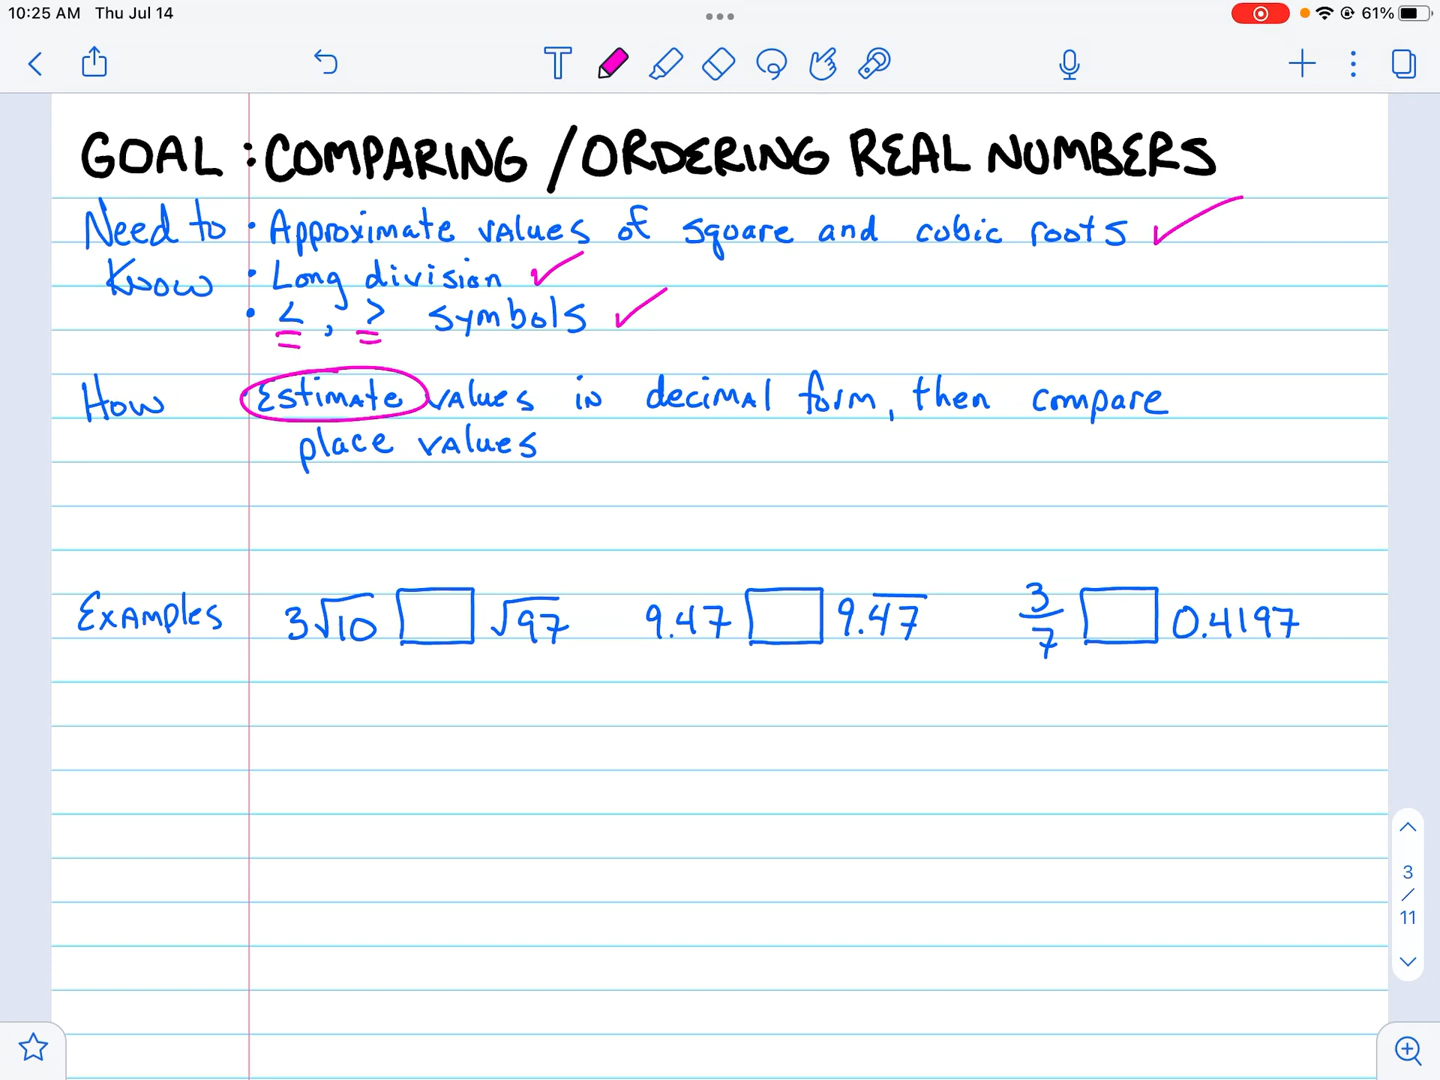 10:25 AM Thu Jul 14
61%
GOAL : COMPARING / ORDERING REAL NUMBERS
Need to • Approximate values of square and cubic roots ✓
Know • Long division ✓
• <, > symbols ✓
How • Estimate values in decimal form, then compare
place values
Examples 3√10 □ √97 9.47 □ 9.4̅7̅ 3/7 □ 0.4197
3
/
11